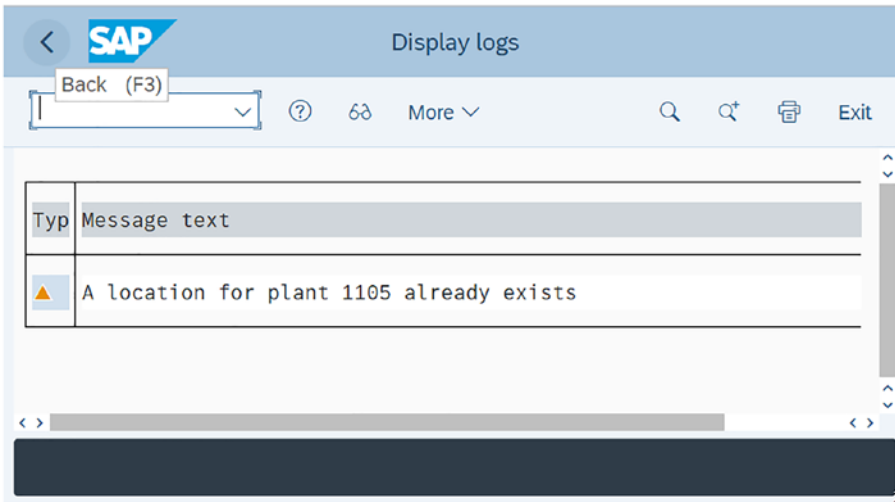 SAP
Display logs
Back (F3)
More
Exit
Typ Message text
A location for plant 1105 already exists